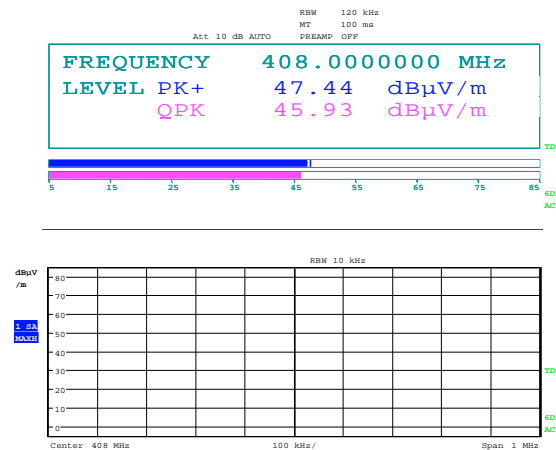 RBW 120 kHz
MT 100 ms
Att 10 dB AUTO PREAMP OFF
FREQUENCY 408.0000000 MHz
LEVEL PK+ 47.44 dBµV/m
QPK 45.93 dBµV/m
TD
5 15 25 35 45 55 65 75 85
6D
AC
RBW 10 kHz
dBµV
/m
80
70
60
1 SA
50
MAXH
40
30
TD
20
10
6D
0
AC
Center 408 MHz 100 kHz/ Span 1 MHz